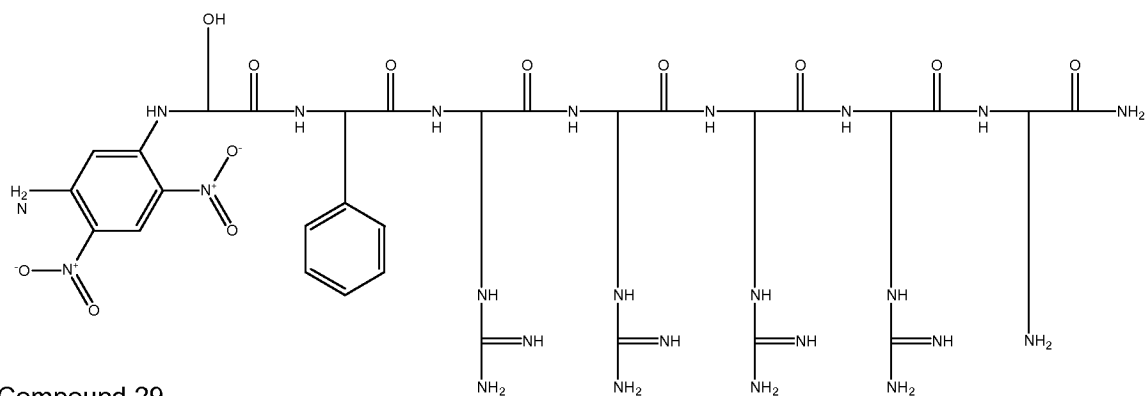 OH
O O O O O O O
HN N N N N N N NH₂
H H H H H H
O⁻
H₂ N⁺
N
O
⁻O N⁺
NH NH NH NH
O
NH NH NH NH NH₂
NH₂ NH₂ NH₂ NH₂
Compound 29